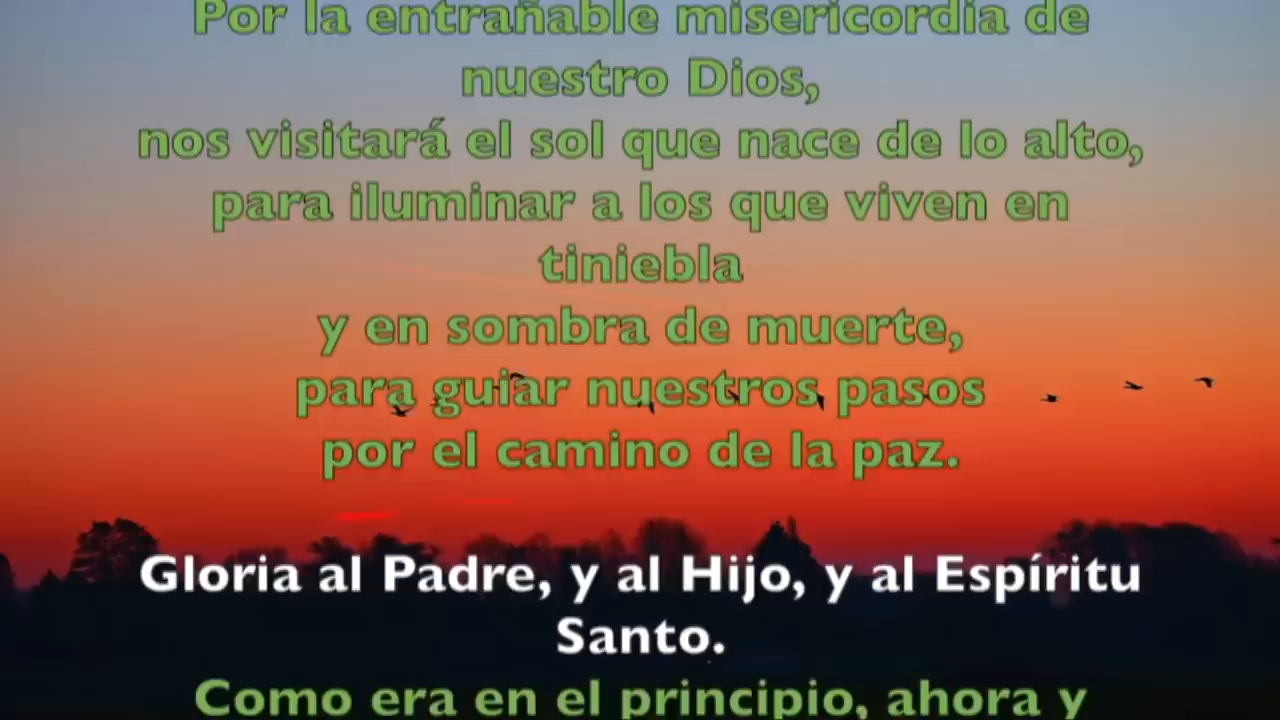 Por la entrañable misericordia de
nuestro Dios,
nos visitará el sol que nace de lo alto,
para iluminar a los que viven en
tiniebla
y en sombra de muerte,
para guiar nuestros pasos
por el camino de la paz.
Gloria al Padre, y al Hijo, y al Espíritu
Santo.
Como era en el principio, ahora y